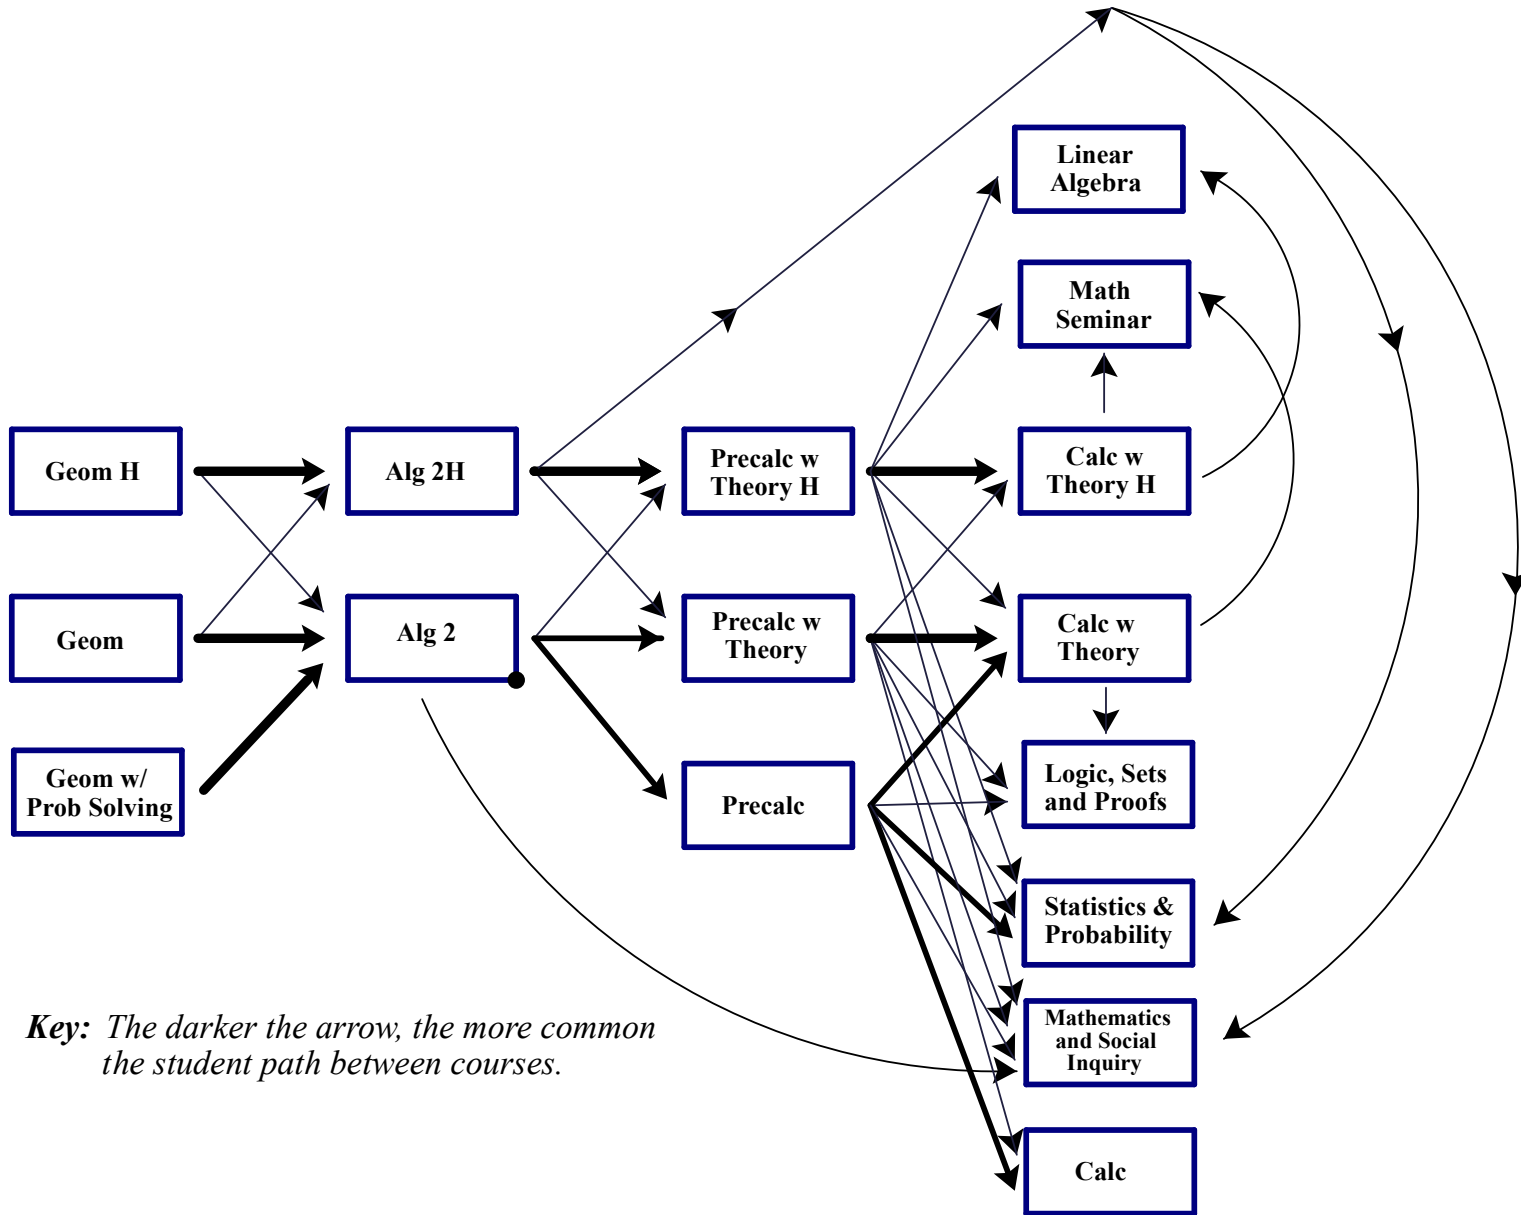 Linear
Algebra
Math
Seminar
Geom H
Alg 2H
Precalc w
Theory H
Calc w
Theory H
Geom
Alg 2
Precalc w
Theory
Calc w
Theory
Geom w/
Prob Solving
Precalc
Logic, Sets
and Proofs
Statistics &
Probability
Key: The darker the arrow, the more common
the student path between courses.
Mathematics
and Social
Inquiry
Calc